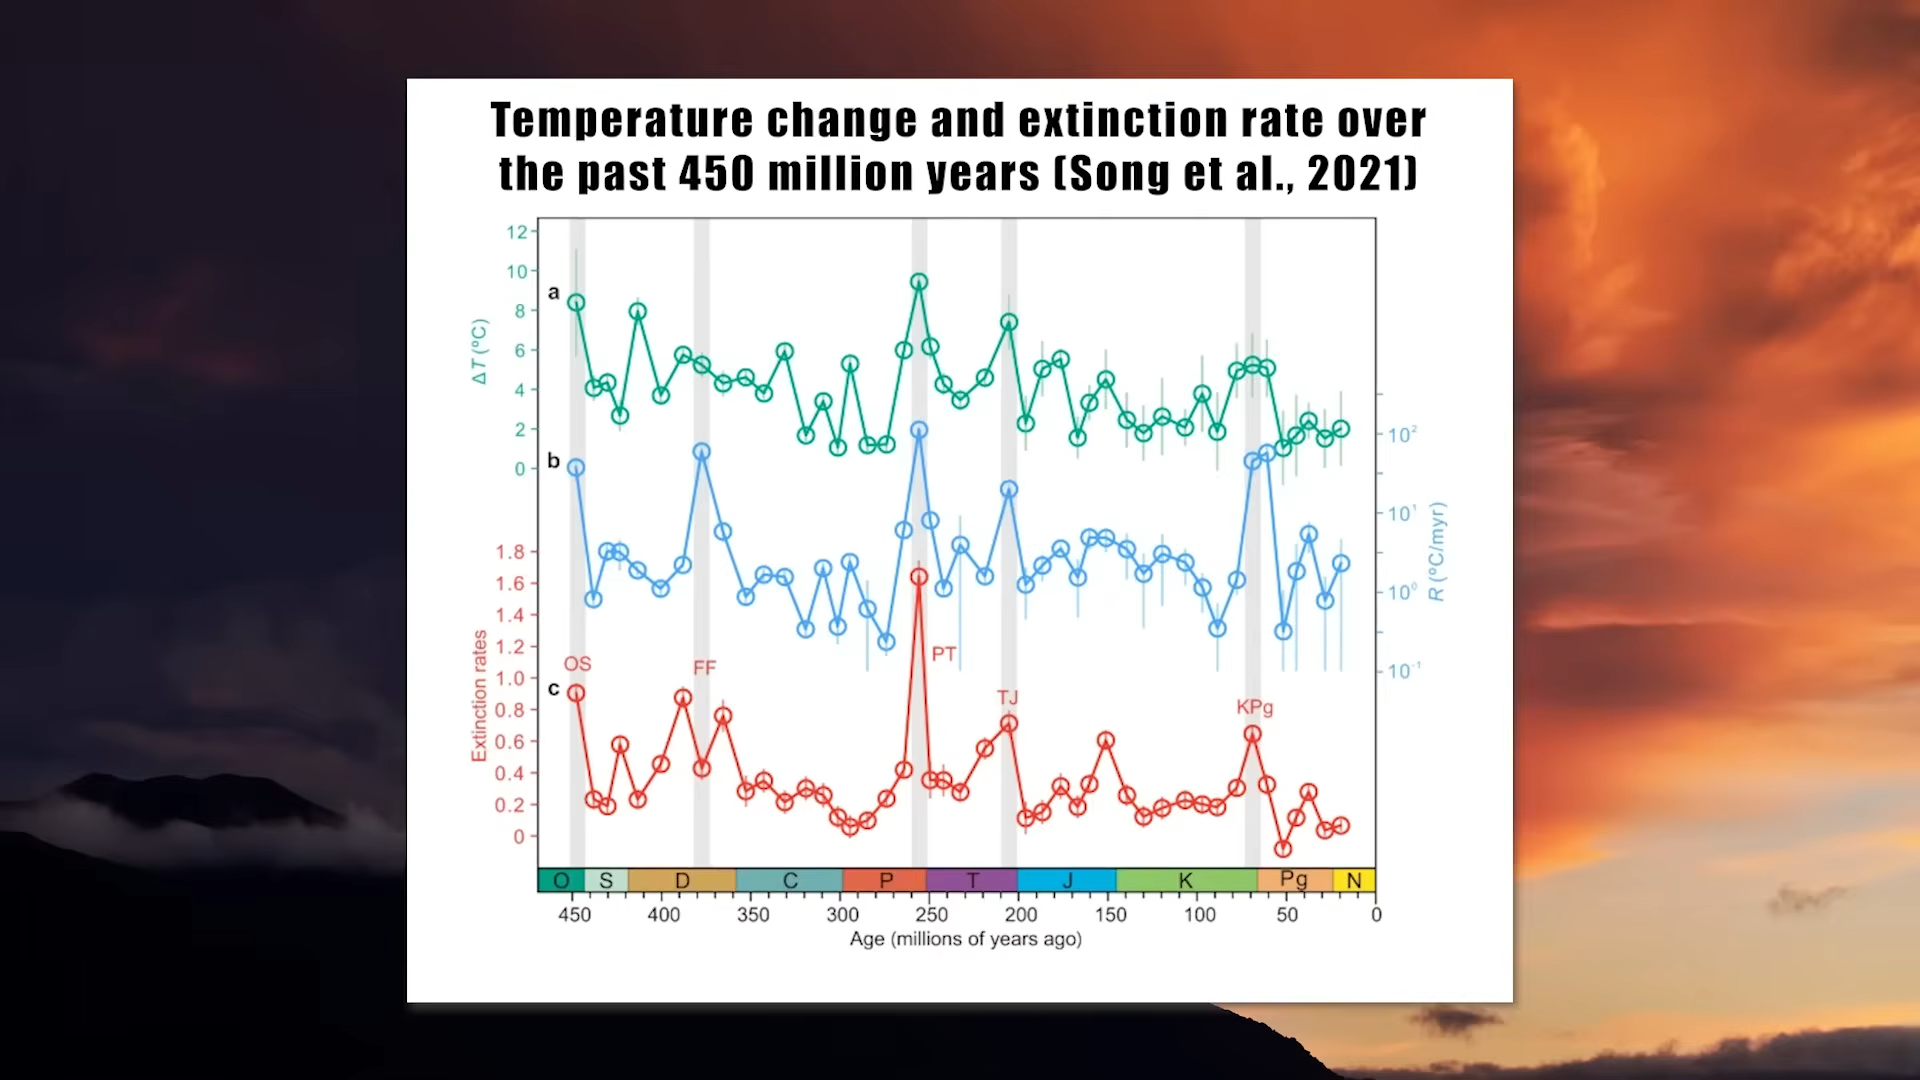 Temperature change and extinction rate over
the past 450 million years (Song et al., 2021)
12
10
8
6
4
2
0
a
ΔT (ºC)
b
10²
10¹
10⁰
10⁻¹
R (°C/myr)
1.8
1.6
1.4
1.2
1.0
0.8
0.6
0.4
0.2
0
Extinction rates
c
OS
FF
PT
TJ
KPg
O S D C P T J K Pg N
450 400 350 300 250 200 150 100 50 0
Age (millions of years ago)